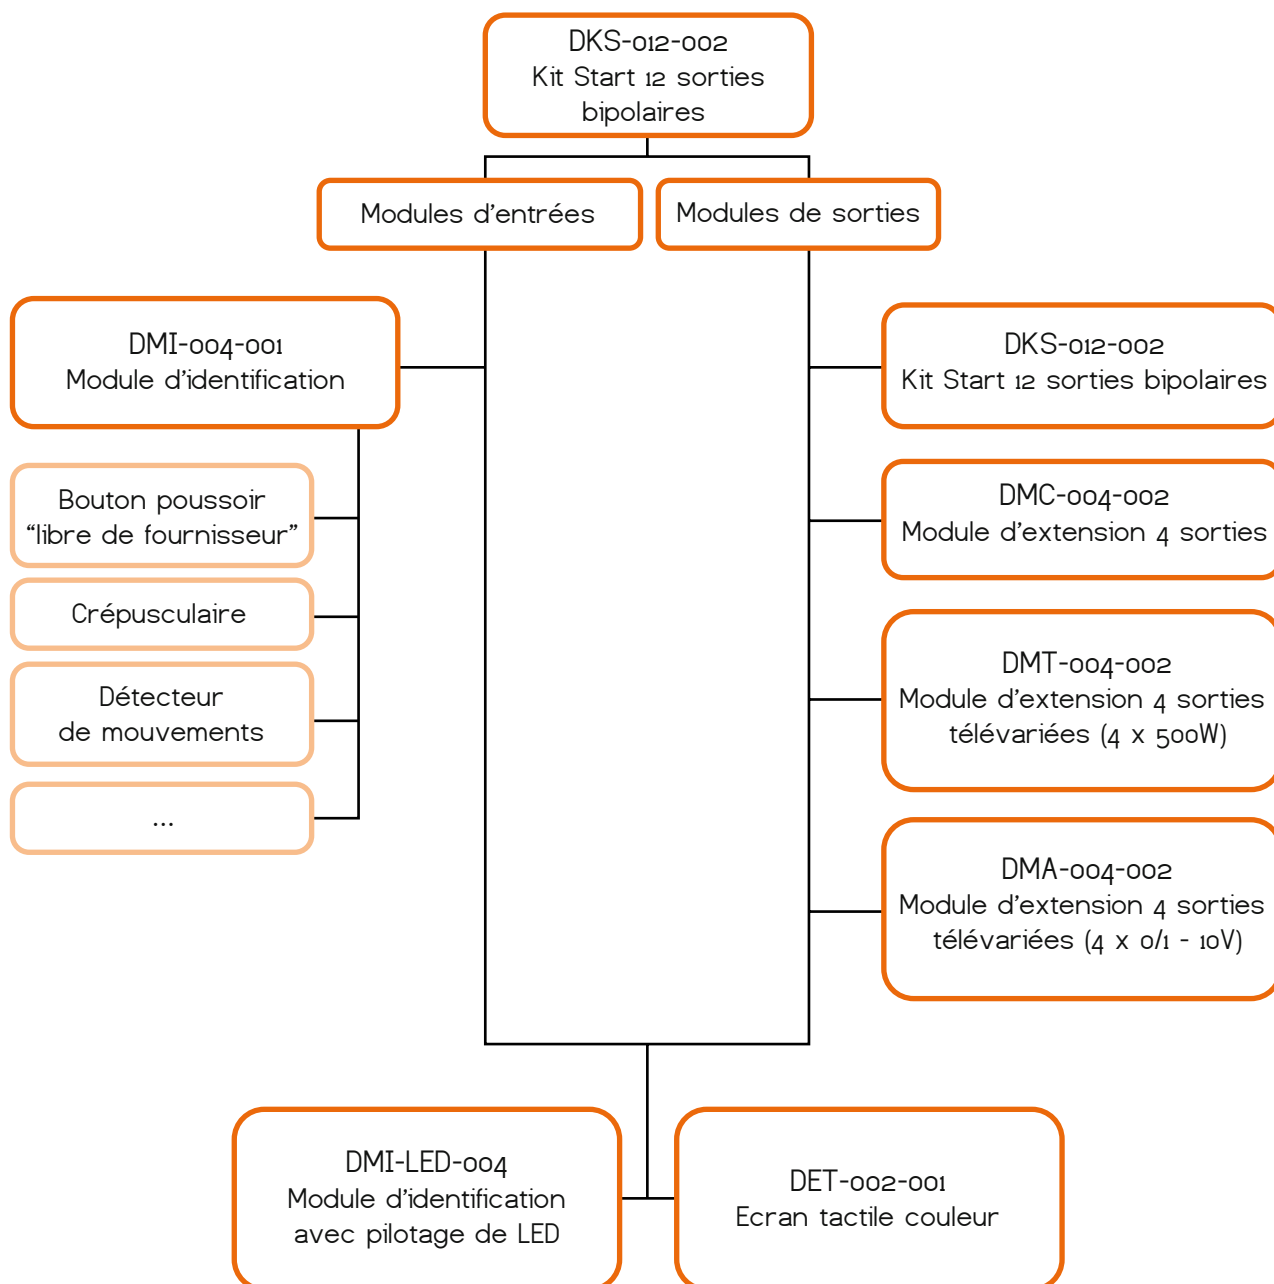 DKS-012-002
Kit Start 12 sorties
bipolaires
Modules d'entrées
Modules de sorties
DMI-004-001
Module d'identification
Bouton poussoir
“libre de fournisseur”
Crépusculaire
Détecteur
de mouvements
...
DKS-012-002
Kit Start 12 sorties bipolaires
DMC-004-002
Module d'extension 4 sorties
DMT-004-002
Module d'extension 4 sorties
télévariées (4 x 500W)
DMA-004-002
Module d'extension 4 sorties
télévariées (4 x 0/1 - 10V)
DMI-LED-004
Module d'identification
avec pilotage de LED
DET-002-001
Ecran tactile couleur